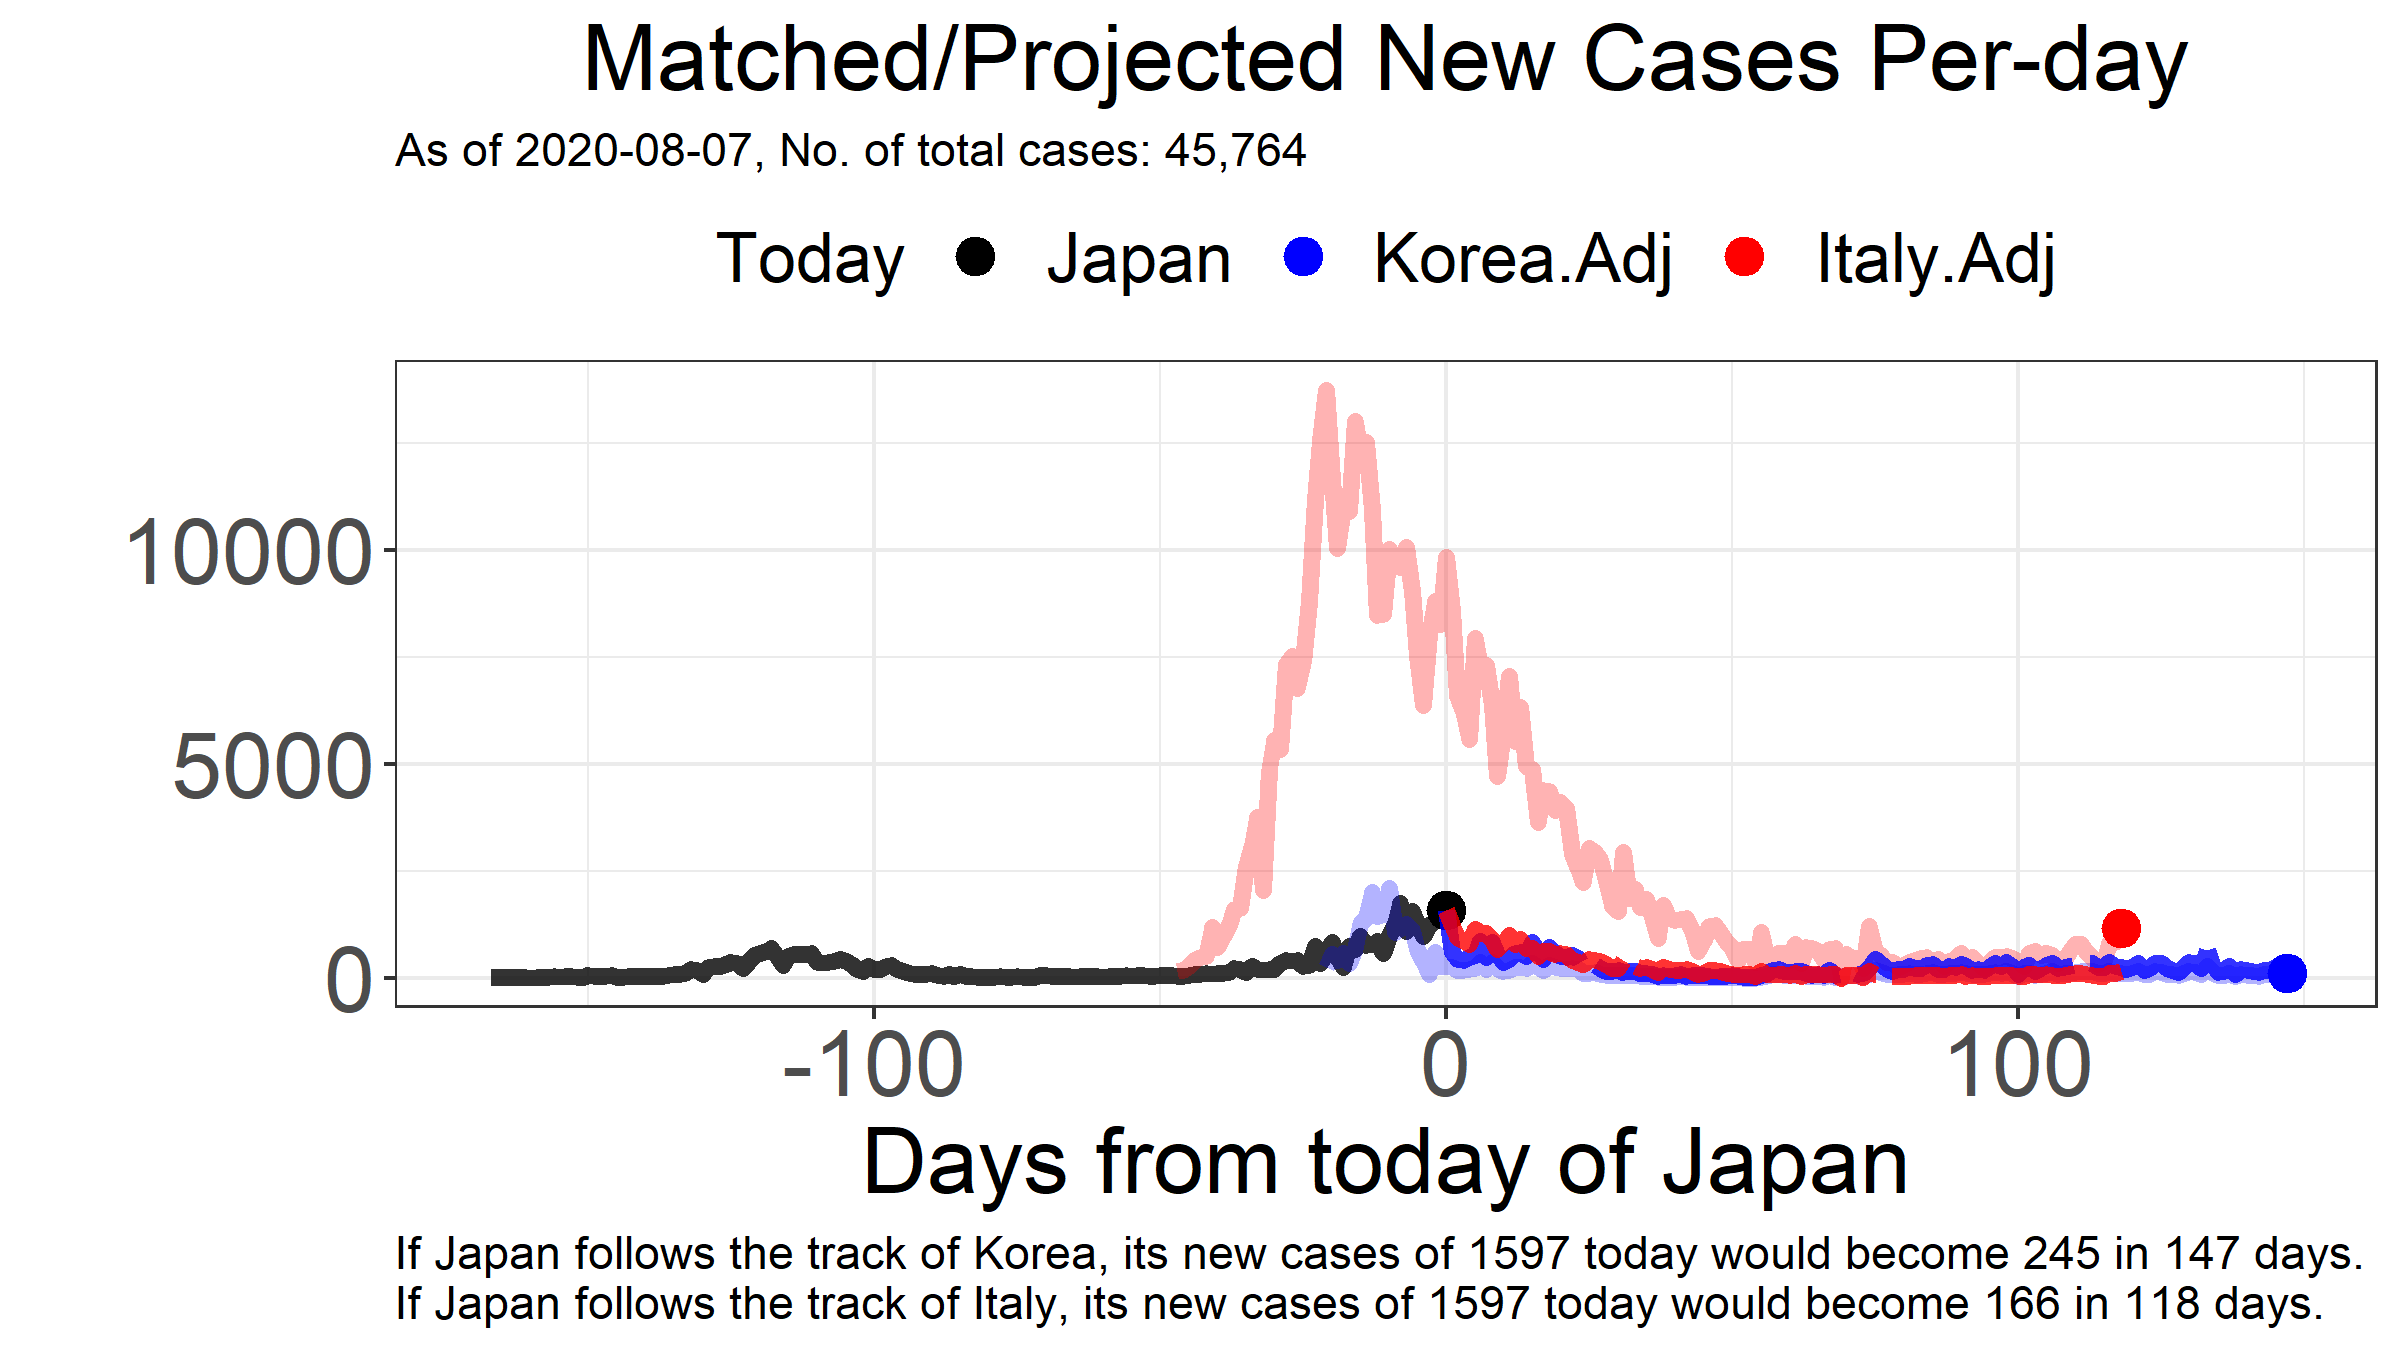 Matched/Projected New Cases Per-day
As of 2020-08-07, No. of total cases: 45,764
Today Japan Korea.Adj Italy.Adj
10000
5000
0
-100 0 100
Days from today of Japan
If Japan follows the track of Korea, its new cases of 1597 today would become 245 in 147 days.
If Japan follows the track of Italy, its new cases of 1597 today would become 166 in 118 days.